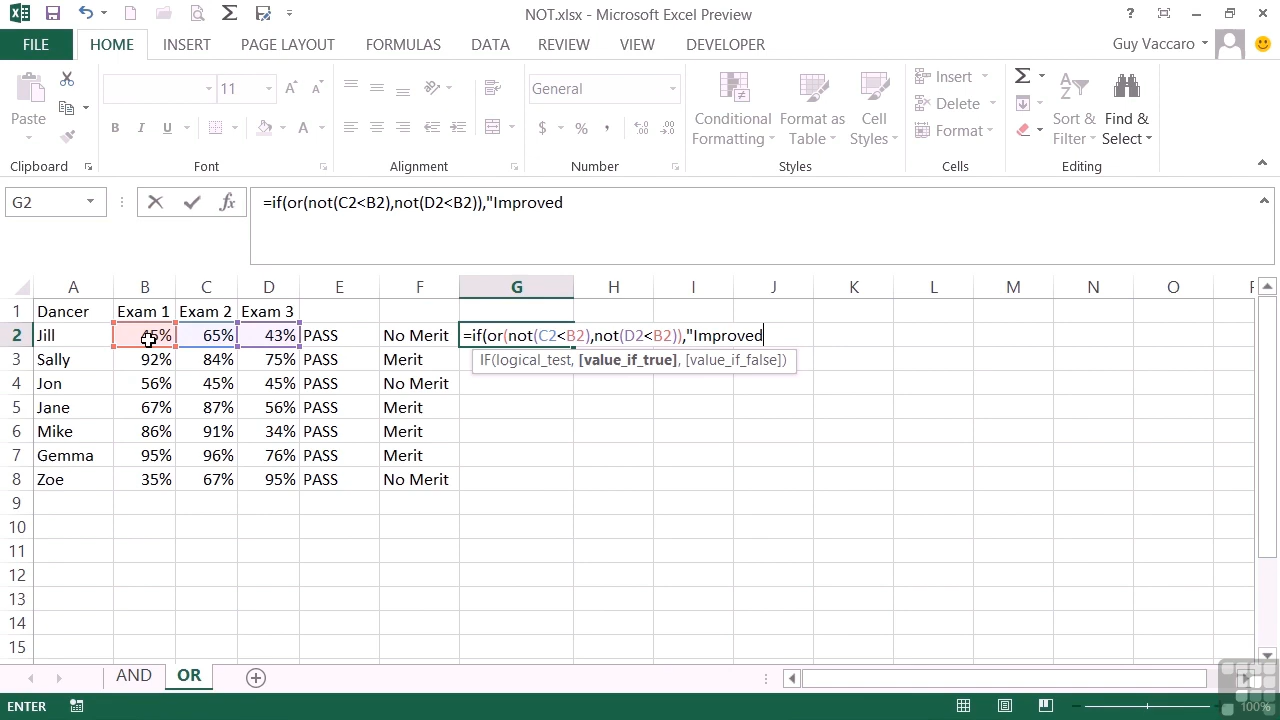 NOT.xlsx - Microsoft Excel Preview
FILE HOME INSERT PAGE LAYOUT FORMULAS DATA REVIEW VIEW DEVELOPER Guy Vaccaro
Paste
11
General
Conditional Formatting
Format as Table
Cell Styles
Insert
Delete
Format
Sort & Filter
Find & Select
Clipboard Font Alignment Number Styles Cells Editing
G2 =if(or(not(C2<B2),not(D2<B2)),"Improved
A B C D E F G H I J K L M N O P
1 Dancer Exam 1 Exam 2 Exam 3
2 Jill 65% 43% PASS No Merit =if(or(not(C2<B2),not(D2<B2)),"Improved
IF(logical_test, [value_if_true], [value_if_false])
3 Sally 92% 84% 75% PASS Merit
4 Jon 56% 45% 45% PASS No Merit
5 Jane 67% 87% 56% PASS Merit
6 Mike 86% 91% 34% PASS Merit
7 Gemma 95% 96% 76% PASS Merit
8 Zoe 35% 67% 95% PASS No Merit
9
10
11
12
13
14
15
AND OR
ENTER 100%